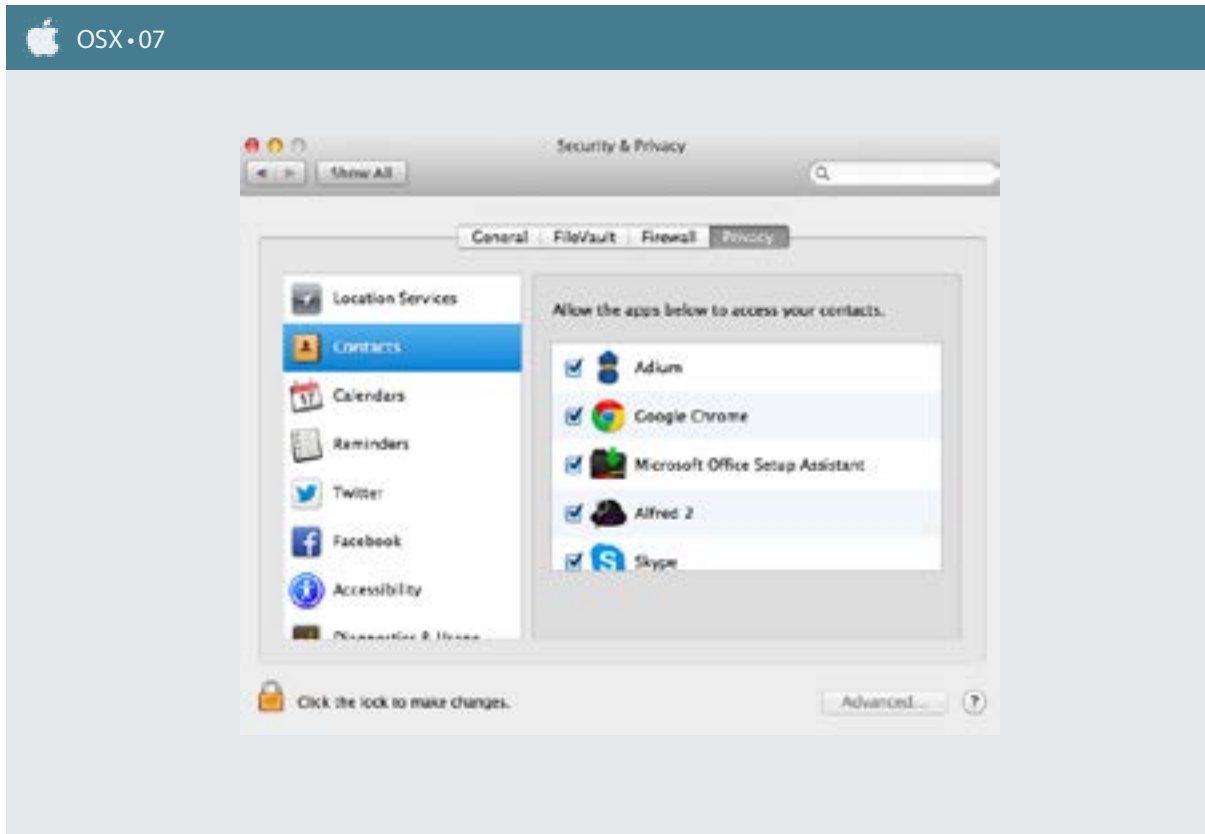 OSX•07
Security & Privacy
Show All
General FileVault Firewall Privacy
Location Services
Contacts
Calendars
Reminders
Twitter
Facebook
Accessibility
Diagnostics & Usage
Allow the apps below to access your contacts.
Adium
Google Chrome
Microsoft Office Setup Assistant
Alfred 2
Skype
Click the lock to make changes.
Advanced... ?